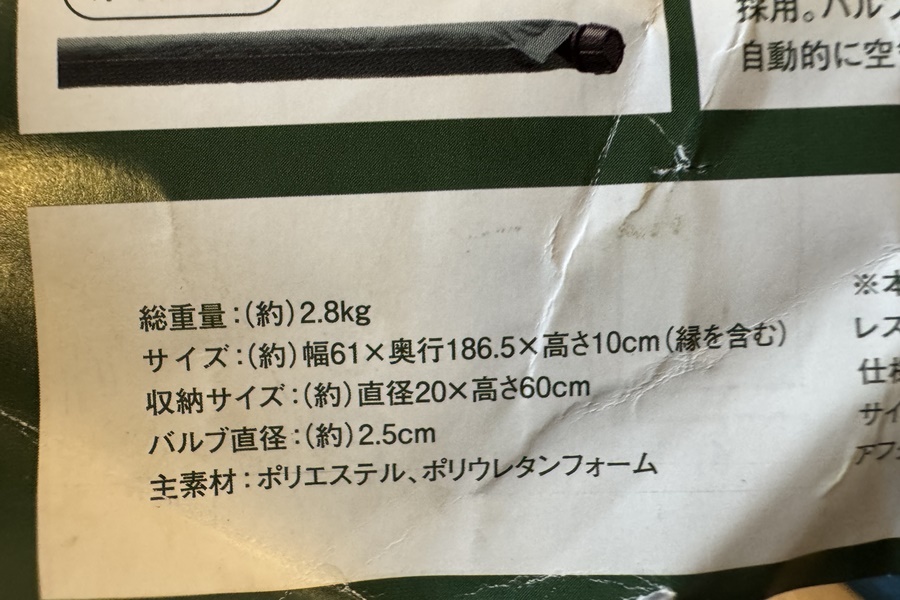 採用。バルブ
自動的に空
総重量：(約)2.8kg
サイズ：(約)幅61×奥行186.5×高さ10cm(縁を含む)
収納サイズ：(約)直径20×高さ60cm
バルブ直径：(約)2.5cm
主素材：ポリエステル、ポリウレタンフォーム
※本
レス
仕様
サイ
アフ